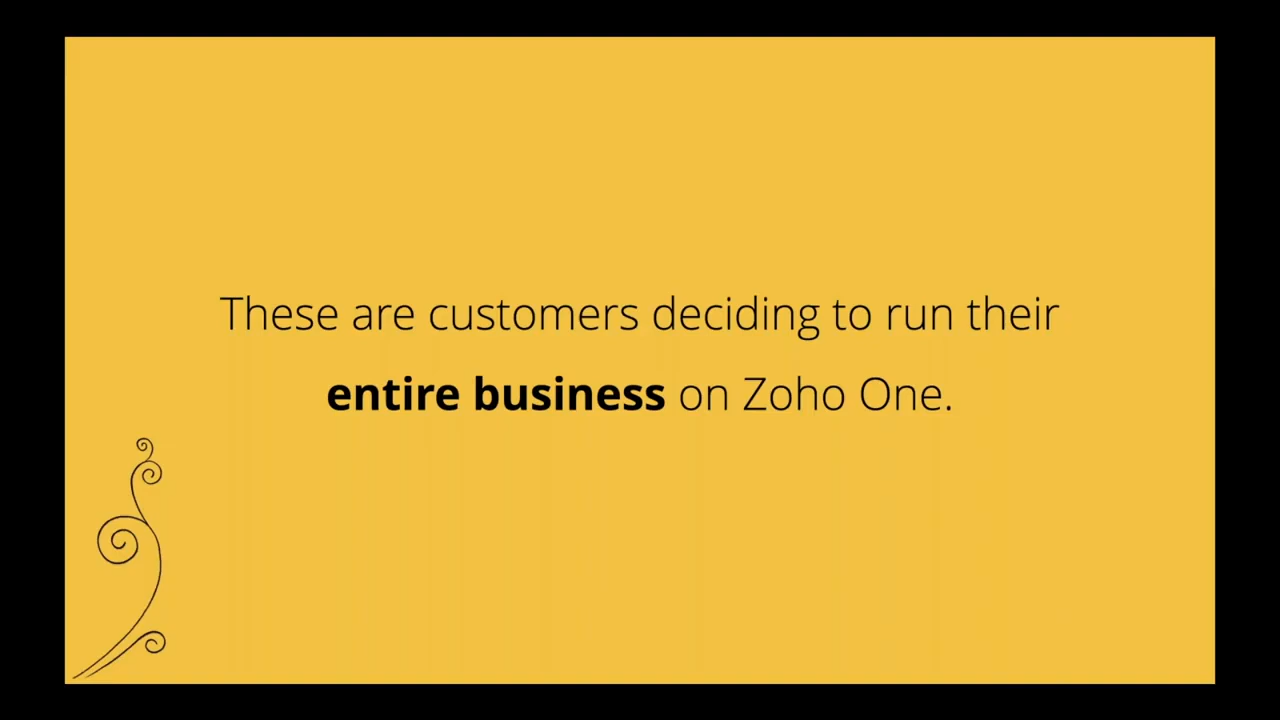 These are customers deciding to run their
entire business on Zoho One.